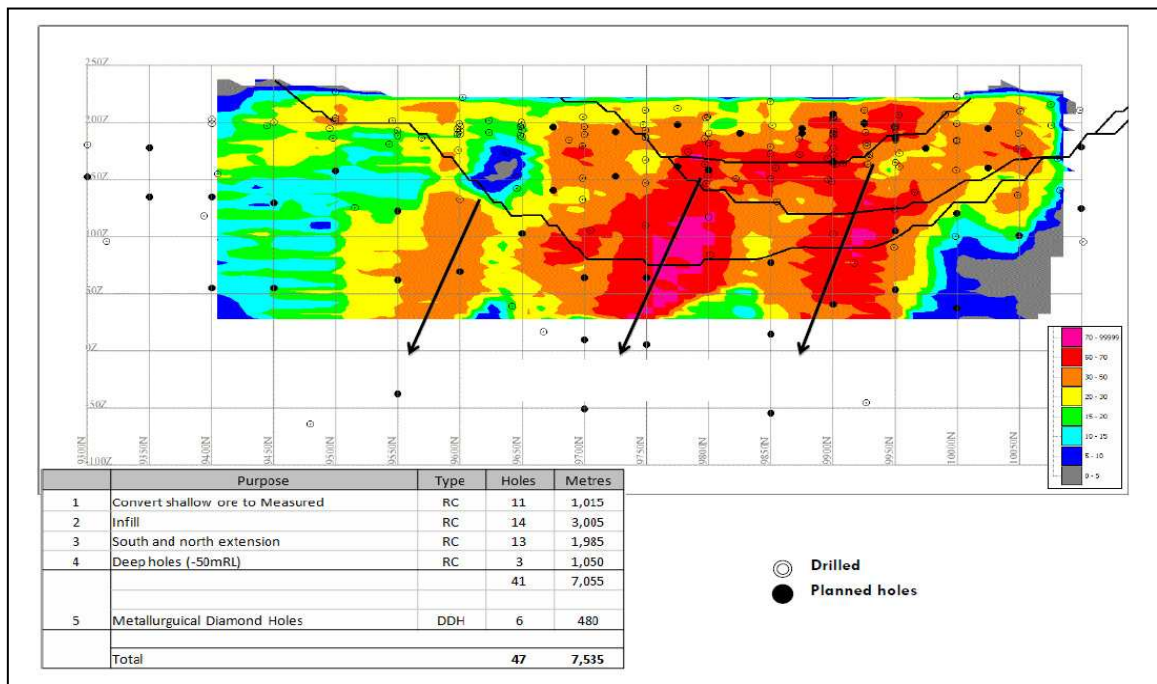 250Z
200Z
150Z
100Z
50Z
0Z
50Z
-100Z
9300N
9350N
9400N
9450N
9500N
9550N
9600N
9650N
9700N
9750N
9800N
9850N
9900N
9950N
10000N
10050N
70 - 99999
50 - 70
30 - 50
20 - 30
15 - 20
10 - 15
5 - 10
0 - 5
Purpose Type Holes Metres
1 Convert shallow ore to Measured RC 11 1,015
2 Infill RC 14 3,005
3 South and north extension RC 13 1,985
4 Deep holes (-50mRL) RC 3 1,050
41 7,055
5 Metallurguical Diamond Holes DDH 6 480
Total 47 7,535
Drilled
Planned holes